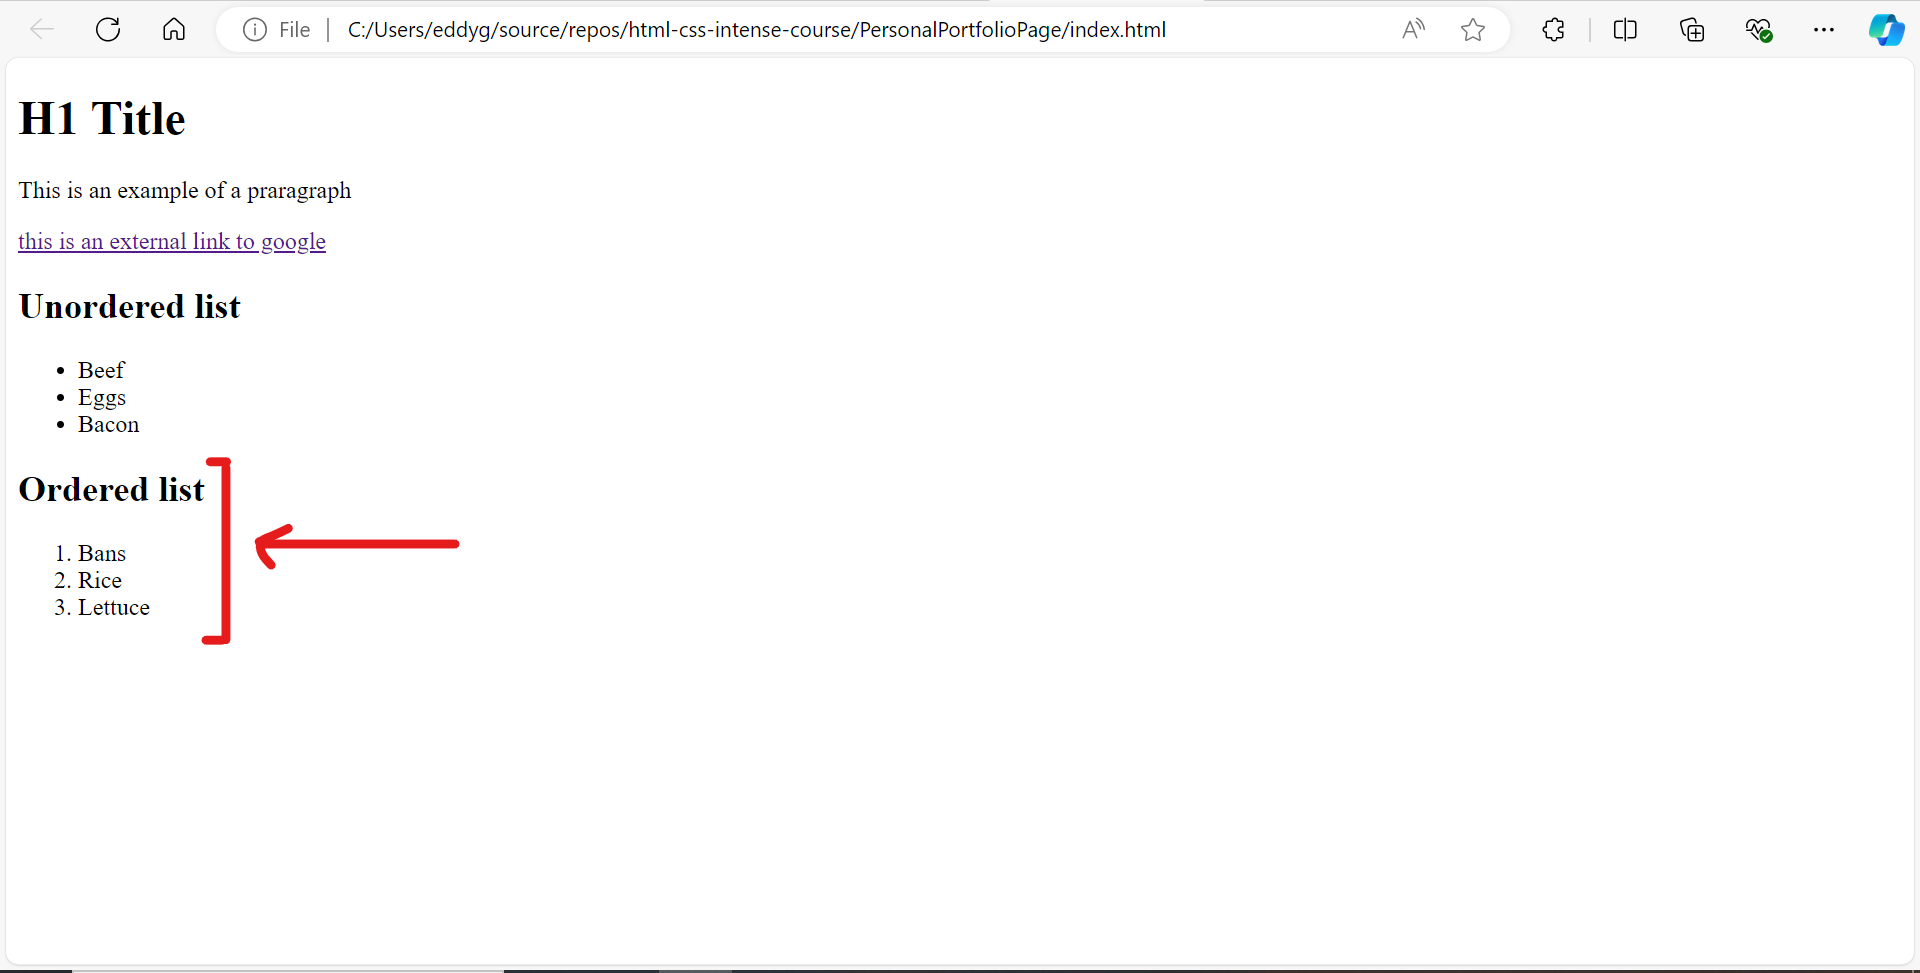 File
C:/Users/eddyg/source/repos/html-css-intense-course/PersonalPortfolioPage/index.html
H1 Title
This is an example of a praragraph
this is an external link to google
Unordered list
• Beef
• Eggs
• Bacon
Ordered list
1. Bans
2. Rice
3. Lettuce